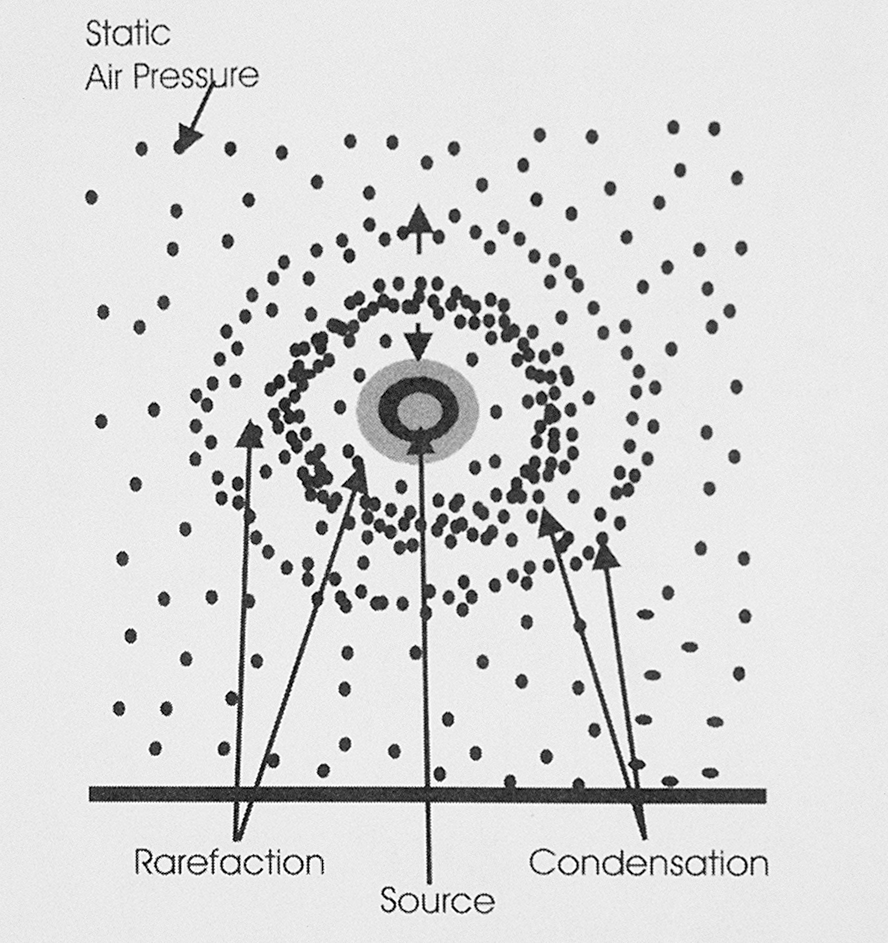 Static
Air Pressure
Rarefaction
Condensation
Source